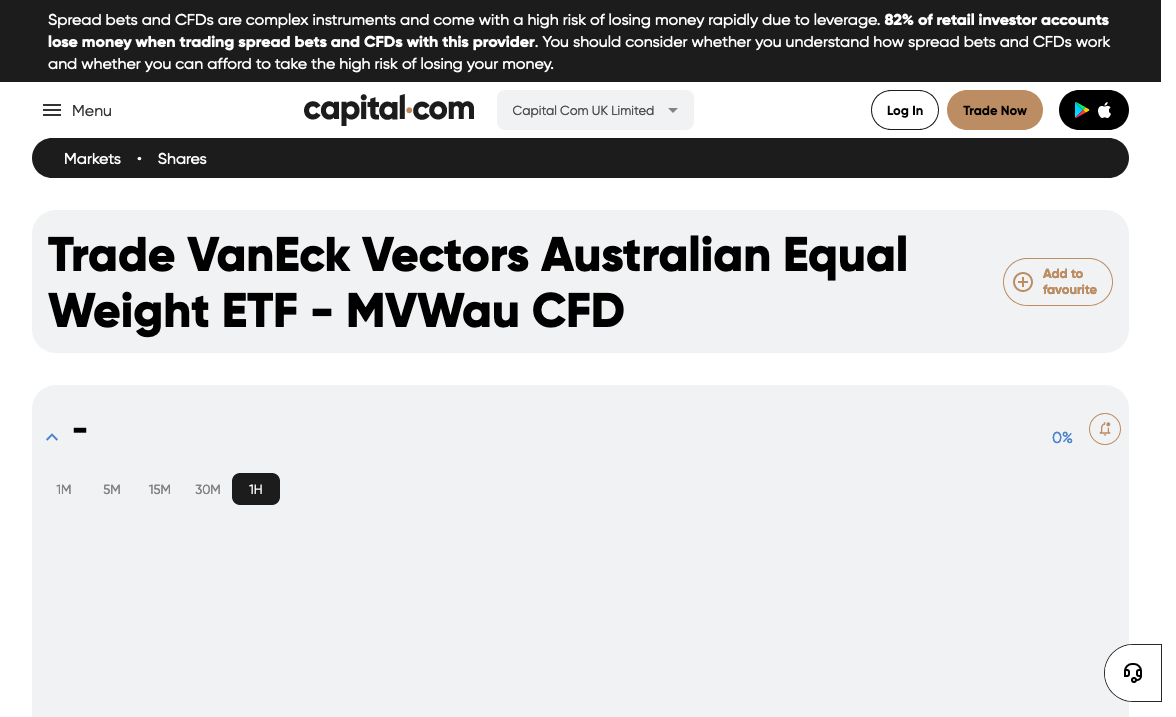 Spread bets and CFDs are complex instruments and come with a high risk of losing money rapidly due to leverage. 82% of retail investor accounts
lose money when trading spread bets and CFDs with this provider. You should consider whether you understand how spread bets and CFDs work
and whether you can afford to take the high risk of losing your money.
Menu
capital.com
Capital Com UK Limited
Log In
Trade Now
Markets • Shares
Trade VanEck Vectors Australian Equal
Weight ETF - MVWau CFD
Add to
favourite
-
0%
1M 5M 15M 30M 1H